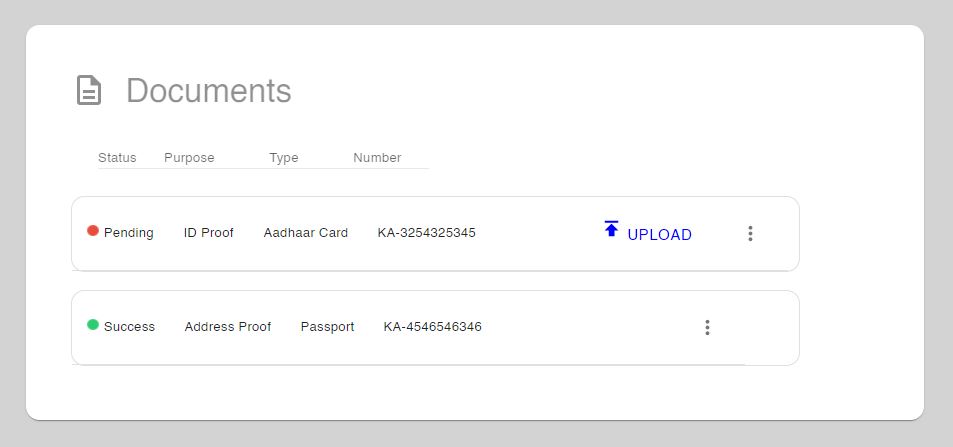 Documents
Status Purpose Type Number
Pending ID Proof Aadhaar Card KA-3254325345 UPLOAD
Success Address Proof Passport KA-4546546346